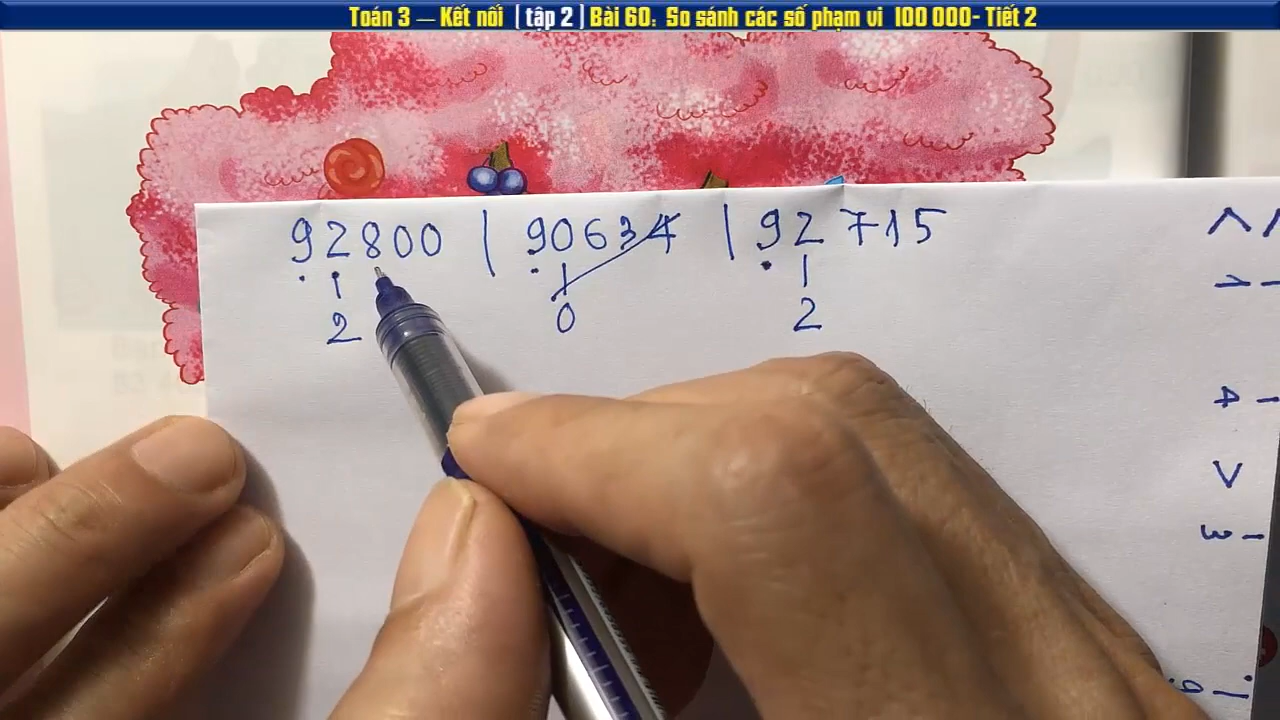 Toán 3 – Kết nối [ tập 2 ] Bài 60: So sánh các số phạm vi 100 000- Tiết 2
92800 | 90634 | 92715
2 0 2